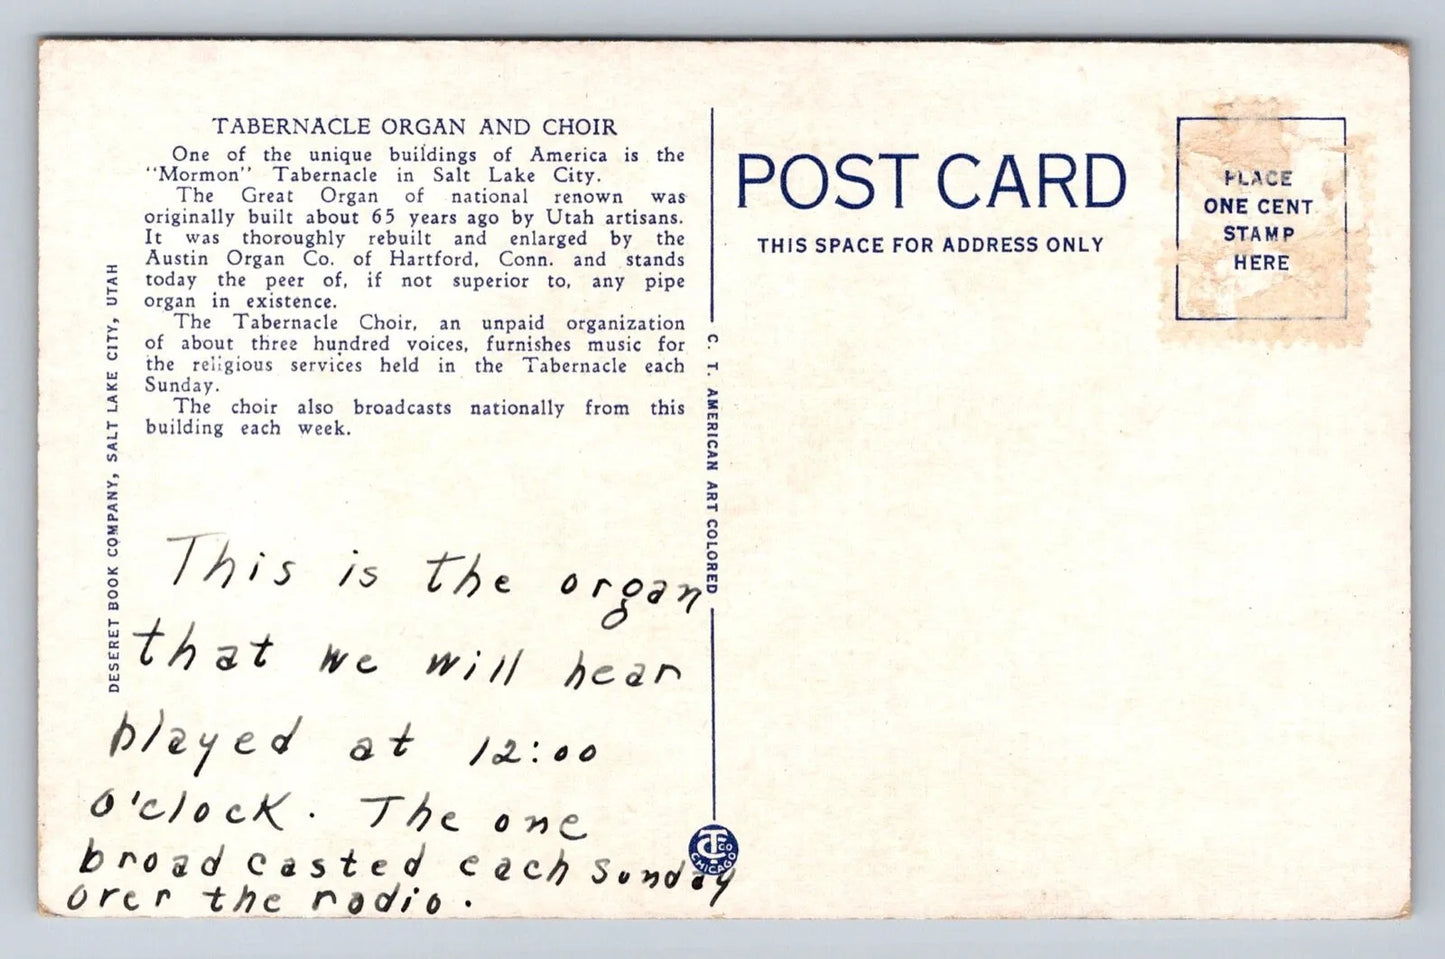 TABERNACLE ORGAN AND CHOIR
One of the unique buildings of America is the
"Mormon" Tabernacle in Salt Lake City.
The Great Organ of national renown was
originally built about 65 years ago by Utah artisans.
It was thoroughly rebuilt and enlarged by the
Austin Organ Co. of Hartford, Conn. and stands
today the peer of, if not superior to, any pipe
organ in existence.
The Tabernacle Choir, an unpaid organization
of about three hundred voices, furnishes music for
the religious services held in the Tabernacle each
Sunday.
The choir also broadcasts nationally from this
building each week.
DESERET BOOK COMPANY, SALT LAKE CITY, UTAH
This is the organ
that we will hear
played at 12:00
o'clock. The one
broad casted each Sunday
over the radio.
C. T. AMERICAN ART COLORED
CT CO
CHICAGO
POST CARD
THIS SPACE FOR ADDRESS ONLY
PLACE
ONE CENT
STAMP
HERE